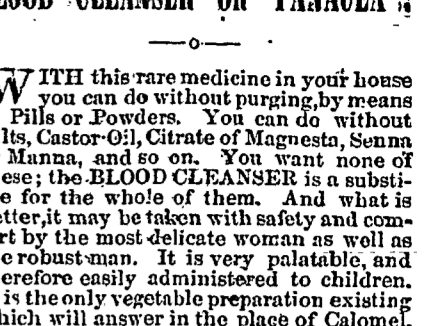 BLOOD CLEANSER OR PANACEA
WITH this rare medicine in your house
you can do without purging, by means
Pills or Powders. You can do without
lts, Castor-Oil, Citrate of Magnesia, Senna
Manna, and so on. You want none of
ese; the BLOOD CLEANSER is a substi-
e for the whole of them. And what is
tter, it may be taken with safety and com-
rt by the most delicate woman as well as
e robust man. It is very palatable, and
erefore easily administered to children.
is the only vegetable preparation existing
hich will answer in the place of Calomel.